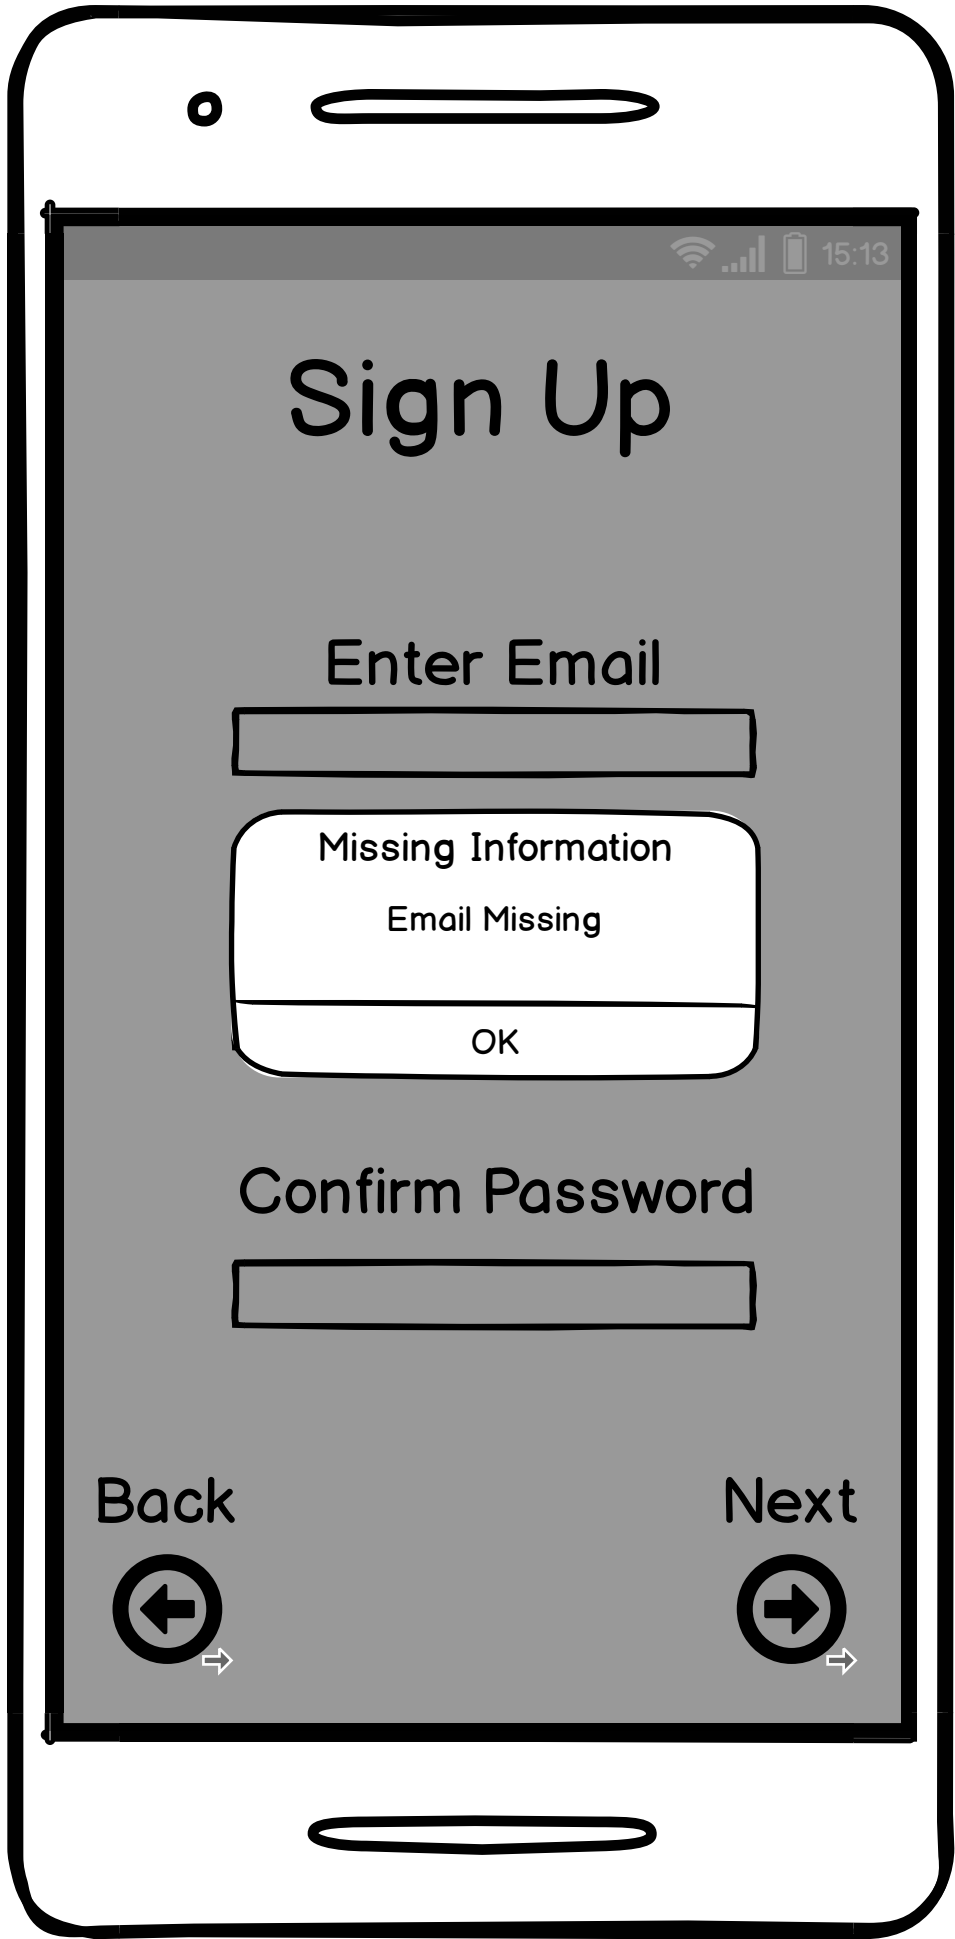 15:13
Sign Up
Enter Email
Missing Information
Email Missing
OK
Confirm Password
Back
Next